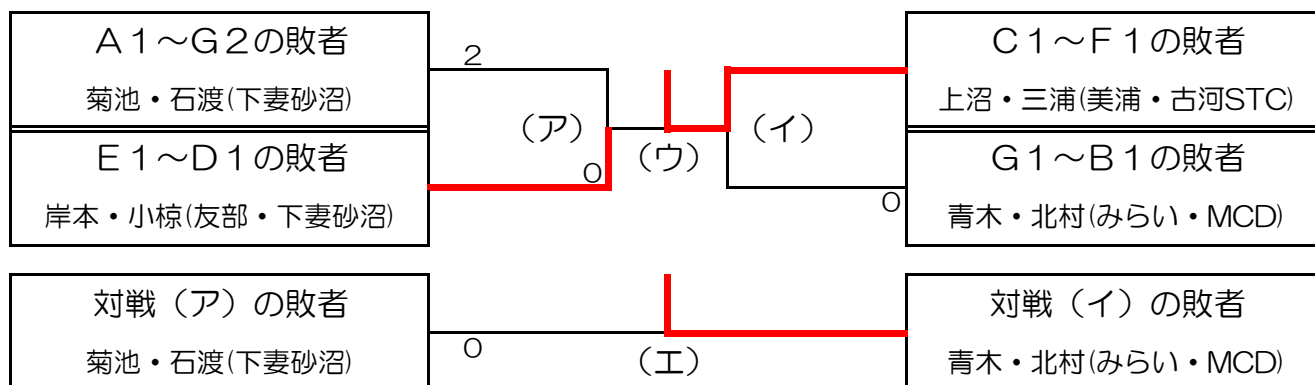 A1～G2の敗者
菊池・石渡(下妻砂沼)
E1～D1の敗者
岸本・小椋(友部・下妻砂沼)
2
(ア)
0
(ウ)
(イ)
0
C1～F1の敗者
上沼・三浦(美浦・古河STC)
G1～B1の敗者
青木・北村(みらい・MCD)
対戦(ア)の敗者
菊池・石渡(下妻砂沼)
0
(エ)
対戦(イ)の敗者
青木・北村(みらい・MCD)